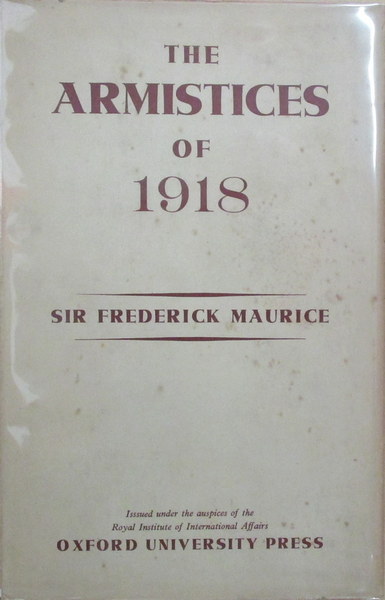 THE
ARMISTICES
OF
1918
SIR FREDERICK MAURICE
Issued under the auspices of the
Royal Institute of International Affairs
OXFORD UNIVERSITY PRESS